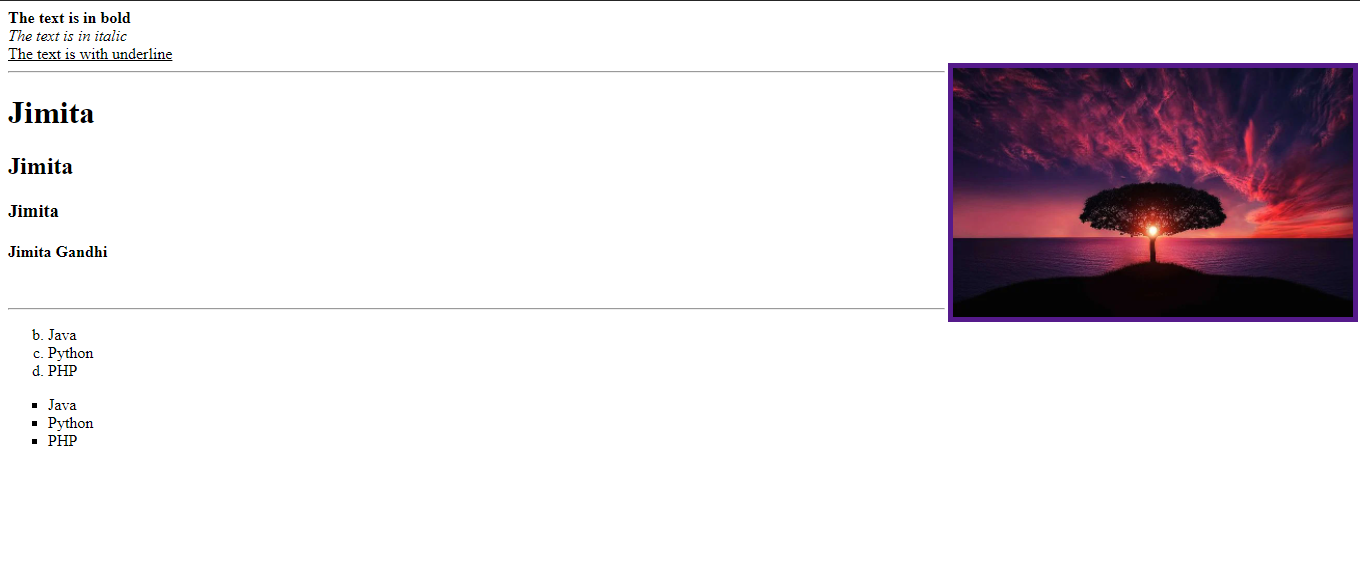 The text is in bold
The text is in italic
The text is with underline
Jimita
Jimita
Jimita
Jimita Gandhi
b. Java
c. Python
d. PHP
▪ Java
▪ Python
▪ PHP